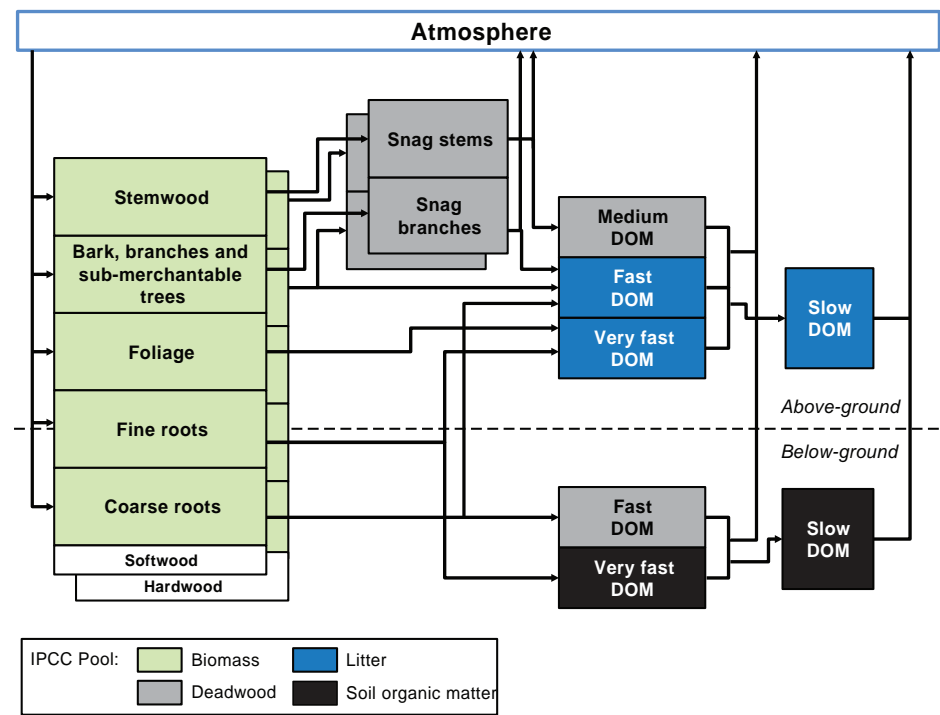 Atmosphere
Stemwood
Bark, branches and
sub-merchantable
trees
Foliage
Fine roots
Coarse roots
Softwood
Hardwood
Snag stems
Snag
branches
Medium
DOM
Fast
DOM
Very fast
DOM
Slow
DOM
Above-ground
Below-ground
Fast
DOM
Very fast
DOM
Slow
DOM
IPCC Pool:
Biomass
Litter
Deadwood
Soil organic matter